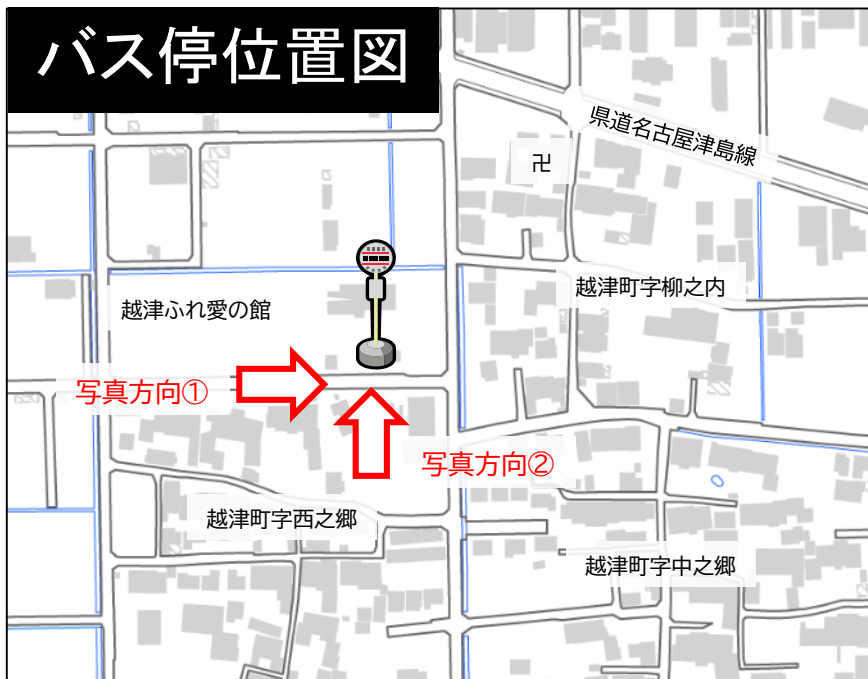 バス停位置図
県道名古屋津島線
卍
越津町字柳之内
越津ふれ愛の館
写真方向①
写真方向②
越津町字西之郷
越津町字中之郷